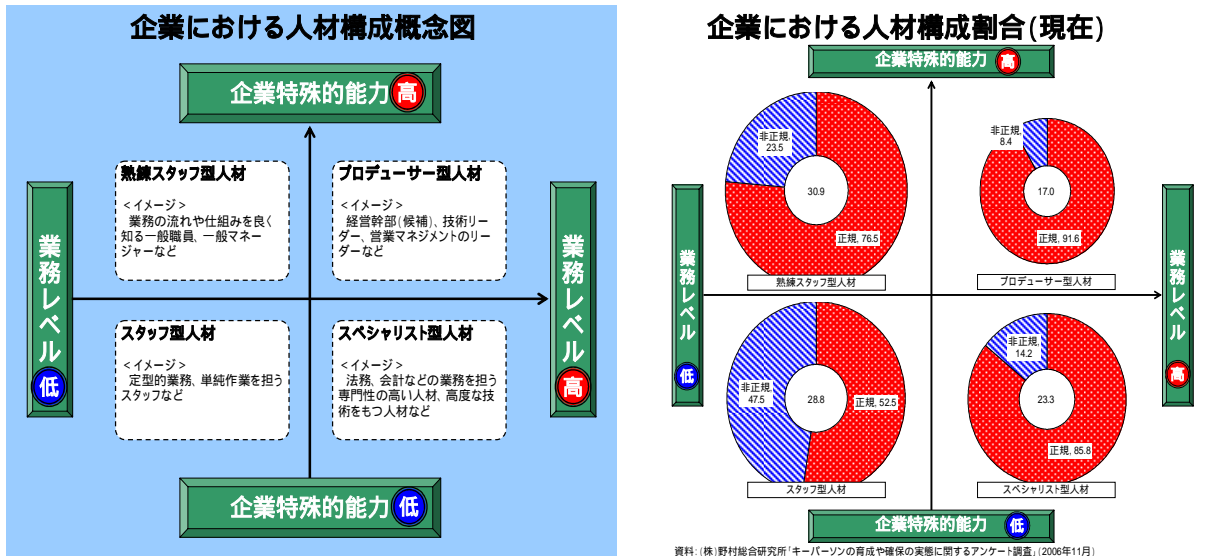 企業における人材構成概念図
企業特殊的能力 高
業務レベル 低
熟練スタッフ型人材
<イメージ>
業務の流れや仕組みを良く
知る一般職員、一般マネー
ジャーなど
プロデューサー型人材
<イメージ>
経営幹部(候補)、技術リー
ダー、営業マネジメントのリー
ダーなど
スタッフ型人材
<イメージ>
定型的業務、単純作業を担う
スタッフなど
スペシャリスト型人材
<イメージ>
法務、会計などの業務を担う
専門性の高い人材、高度な技
術をもつ人材など
業務レベル 高
企業特殊的能力 低
企業における人材構成割合(現在)
企業特殊的能力 高
業務レベル 低
非正規,
23.5
30.9
正規, 76.5
熟練スタッフ型人材
非正規,
8.4
17.0
正規, 91.6
プロデューサー型人材
非正規,
47.5
28.8
正規, 52.5
スタッフ型人材
非正規,
14.2
23.3
正規, 85.8
スペシャリスト型人材
業務レベル 高
企業特殊的能力 低
資料:(株)野村総合研究所「キーパーソンの育成や確保の実態に関するアンケート調査」(2006年11月)